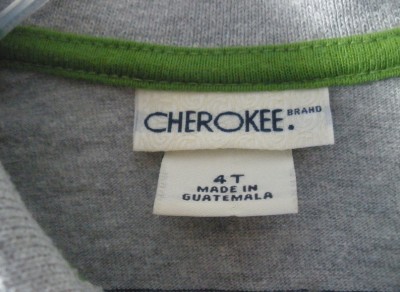 CHEROKEE. BRAND
4T
MADE IN
GUATEMALA